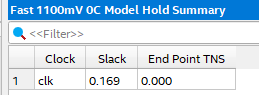 Fast 1100mV 0C Model Hold Summary
<<Filter>>
Clock Slack End Point TNS
1 clk 0.169 0.000